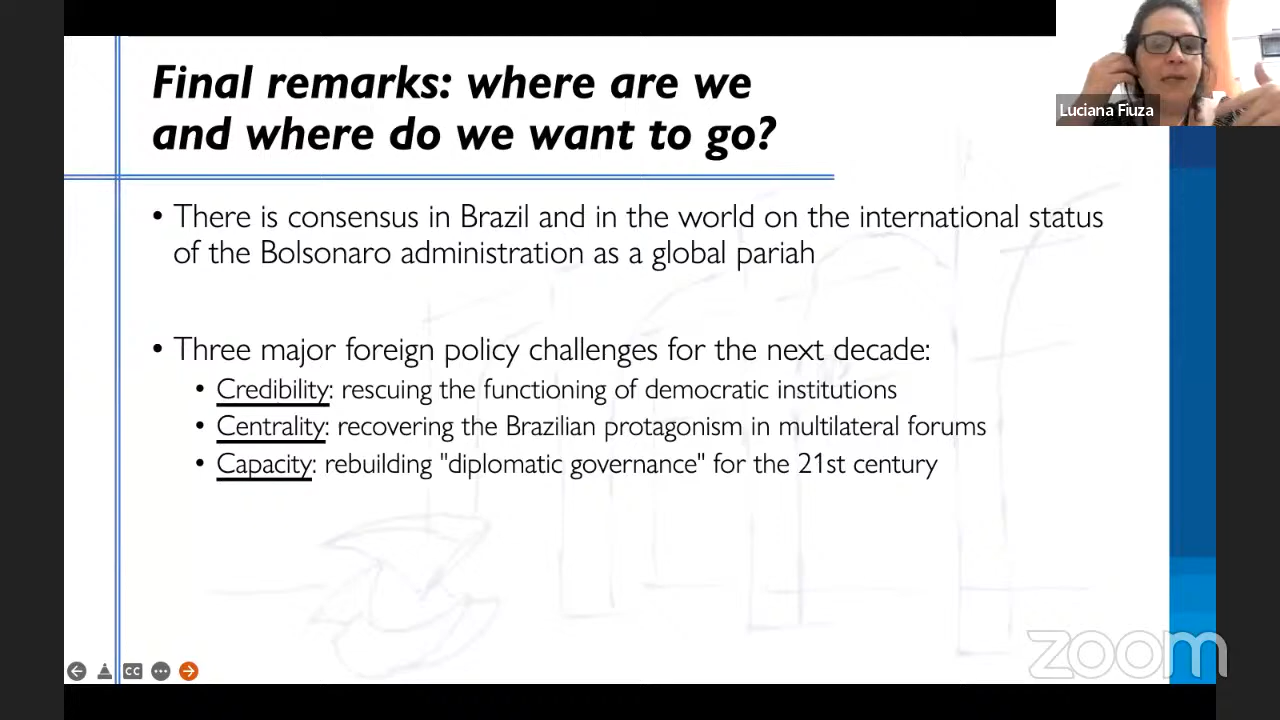 Final remarks: where are we
and where do we want to go?
Luciana Fiuza
• There is consensus in Brazil and in the world on the international status
of the Bolsonaro administration as a global pariah
• Three major foreign policy challenges for the next decade:
• Credibility: rescuing the functioning of democratic institutions
• Centrality: recovering the Brazilian protagonism in multilateral forums
• Capacity: rebuilding "diplomatic governance" for the 21st century
CC
zoom